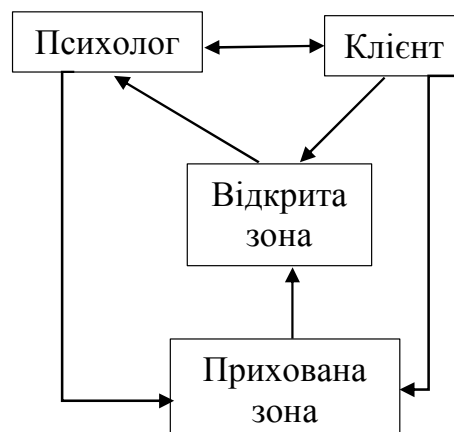 Психолог
Клієнт
Відкрита
зона
Прихована
зона